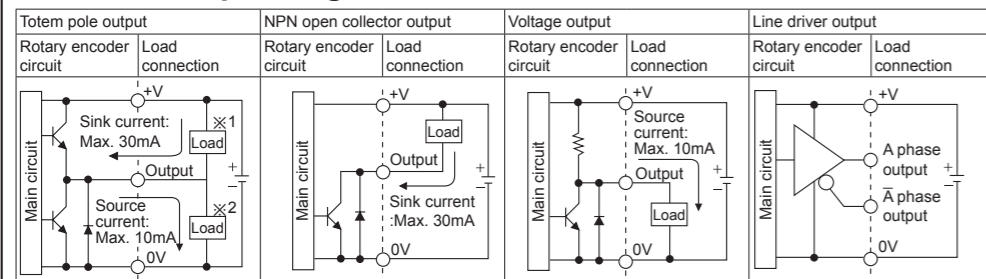 Totem pole output
Rotary encoder circuit
Load connection
+V
Sink current:
Max. 30mA
※1
Load
Main circuit
Output
+
−
Source
current:
Max. 10mA
※2
Load
0V
NPN open collector output
Rotary encoder circuit
Load connection
+V
Load
Main circuit
Output
+
−
Sink current
:Max. 30mA
0V
Voltage output
Rotary encoder circuit
Load connection
+V
Source
current:
Max. 10mA
Main circuit
Output
+
−
Load
0V
Line driver output
Rotary encoder circuit
Load connection
+V
Main circuit
A phase
output
+
−
A̅ phase
output
0V